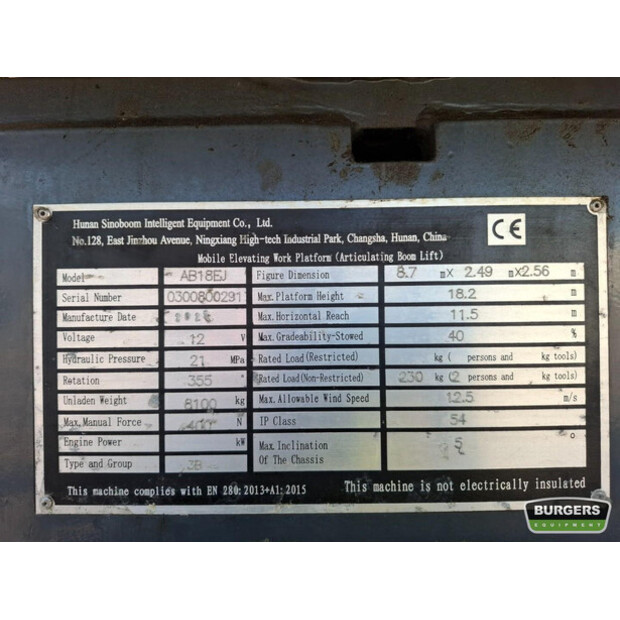 Hunan Sinoboom Intelligent Equipment Co., Ltd.
No.128, East Jinzhou Avenue, Ningxiang High-tech Industrial Park, Changsha, Hunan, China
CE
Mobile Elevating Work Platform (Articulating Boom Lift)
Model AB18EJ Figure Dimension 8.7 m X 2.49 m X 2.56 m
Serial Number 0300800291 Max. Platform Height 18.2 m
Manufacture Date Max. Horizontal Reach 11.5 m
Voltage 12 V Max. Gradeability-Stowed 40 %
Hydraulic Pressure 21 MPa Rated Load(Restricted) kg ( persons and kg tools)
Rotation 355 ° Rated Load(Non-Restricted) 230 kg (2 persons and kg tools)
Unladen Weight 8100 kg Max. Allowable Wind Speed 12.5 m/s
Max. Manual Force N IP Class 54
Engine Power kW Max. Inclination Of The Chassis 5 °
Type and Group 3B
This machine complies with EN 280:2013+A1:2015 This machine is not electrically insulated
BURGERS
EQUIPMENT